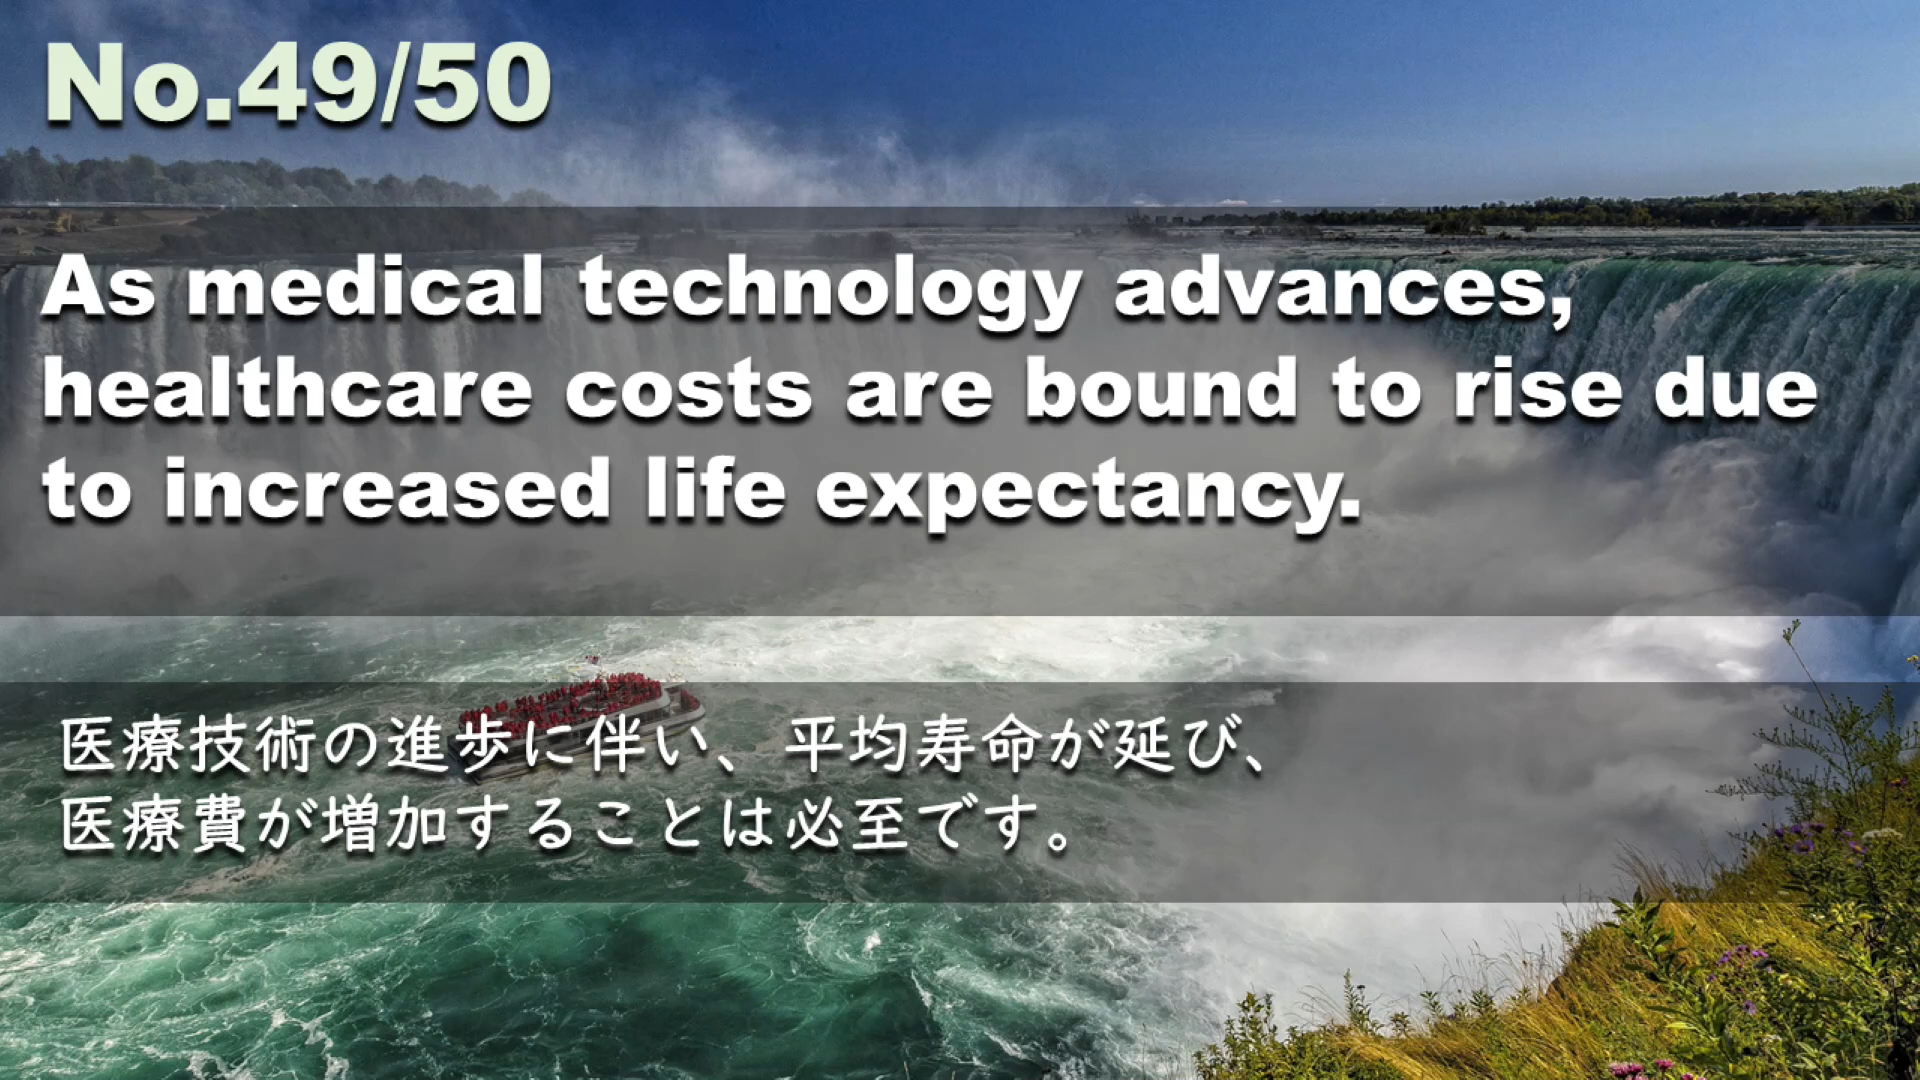 No.49/50
As medical technology advances,
healthcare costs are bound to rise due
to increased life expectancy.
医療技術の進歩に伴い、平均寿命が延び、
医療費が増加することは必至です。